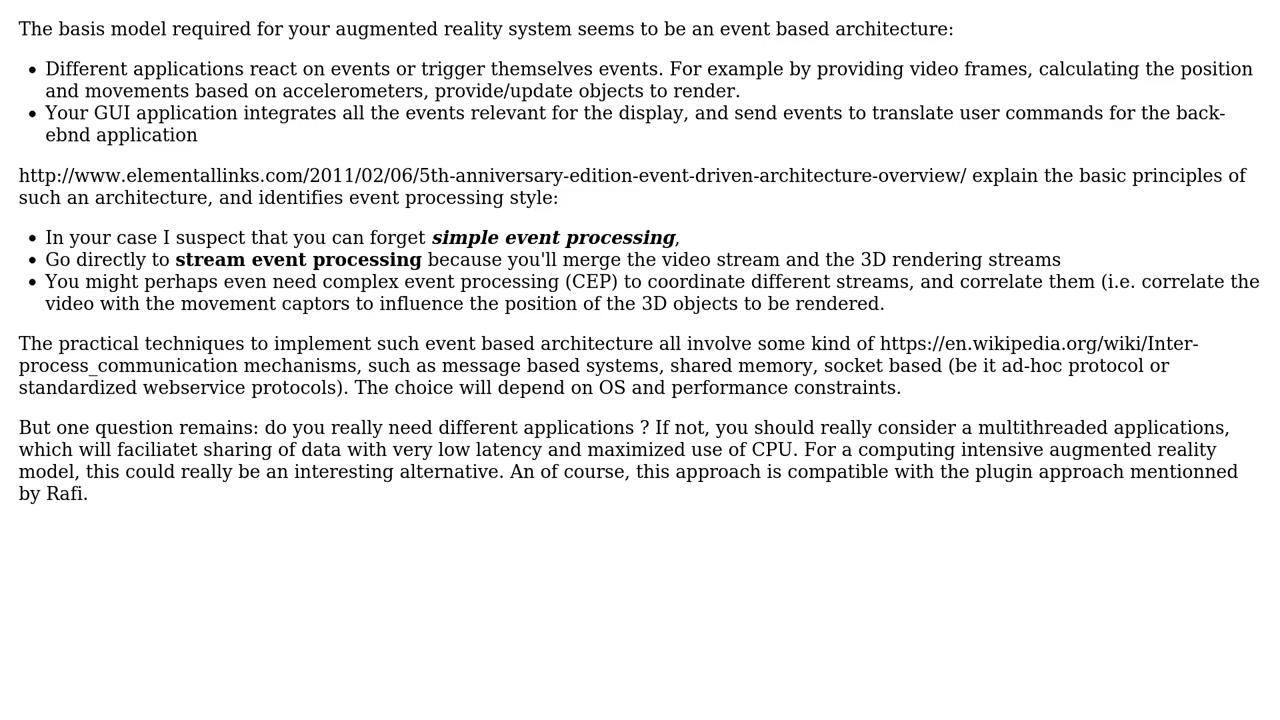 The basis model required for your augmented reality system seems to be an event based architecture:
• Different applications react on events or trigger themselves events. For example by providing video frames, calculating the position
and movements based on accelerometers, provide/update objects to render.
• Your GUI application integrates all the events relevant for the display, and send events to translate user commands for the back-
ebnd application
http://www.elementallinks.com/2011/02/06/5th-anniversary-edition-event-driven-architecture-overview/ explain the basic principles of
such an architecture, and identifies event processing style:
• In your case I suspect that you can forget simple event processing,
• Go directly to stream event processing because you'll merge the video stream and the 3D rendering streams
• You might perhaps even need complex event processing (CEP) to coordinate different streams, and correlate them (i.e. correlate the
video with the movement captors to influence the position of the 3D objects to be rendered.
The practical techniques to implement such event based architecture all involve some kind of https://en.wikipedia.org/wiki/Inter-
process_communication mechanisms, such as message based systems, shared memory, socket based (be it ad-hoc protocol or
standardized webservice protocols). The choice will depend on OS and performance constraints.
But one question remains: do you really need different applications ? If not, you should really consider a multithreaded applications,
which will faciliatet sharing of data with very low latency and maximized use of CPU. For a computing intensive augmented reality
model, this could really be an interesting alternative. An of course, this approach is compatible with the plugin approach mentionned
by Rafi.